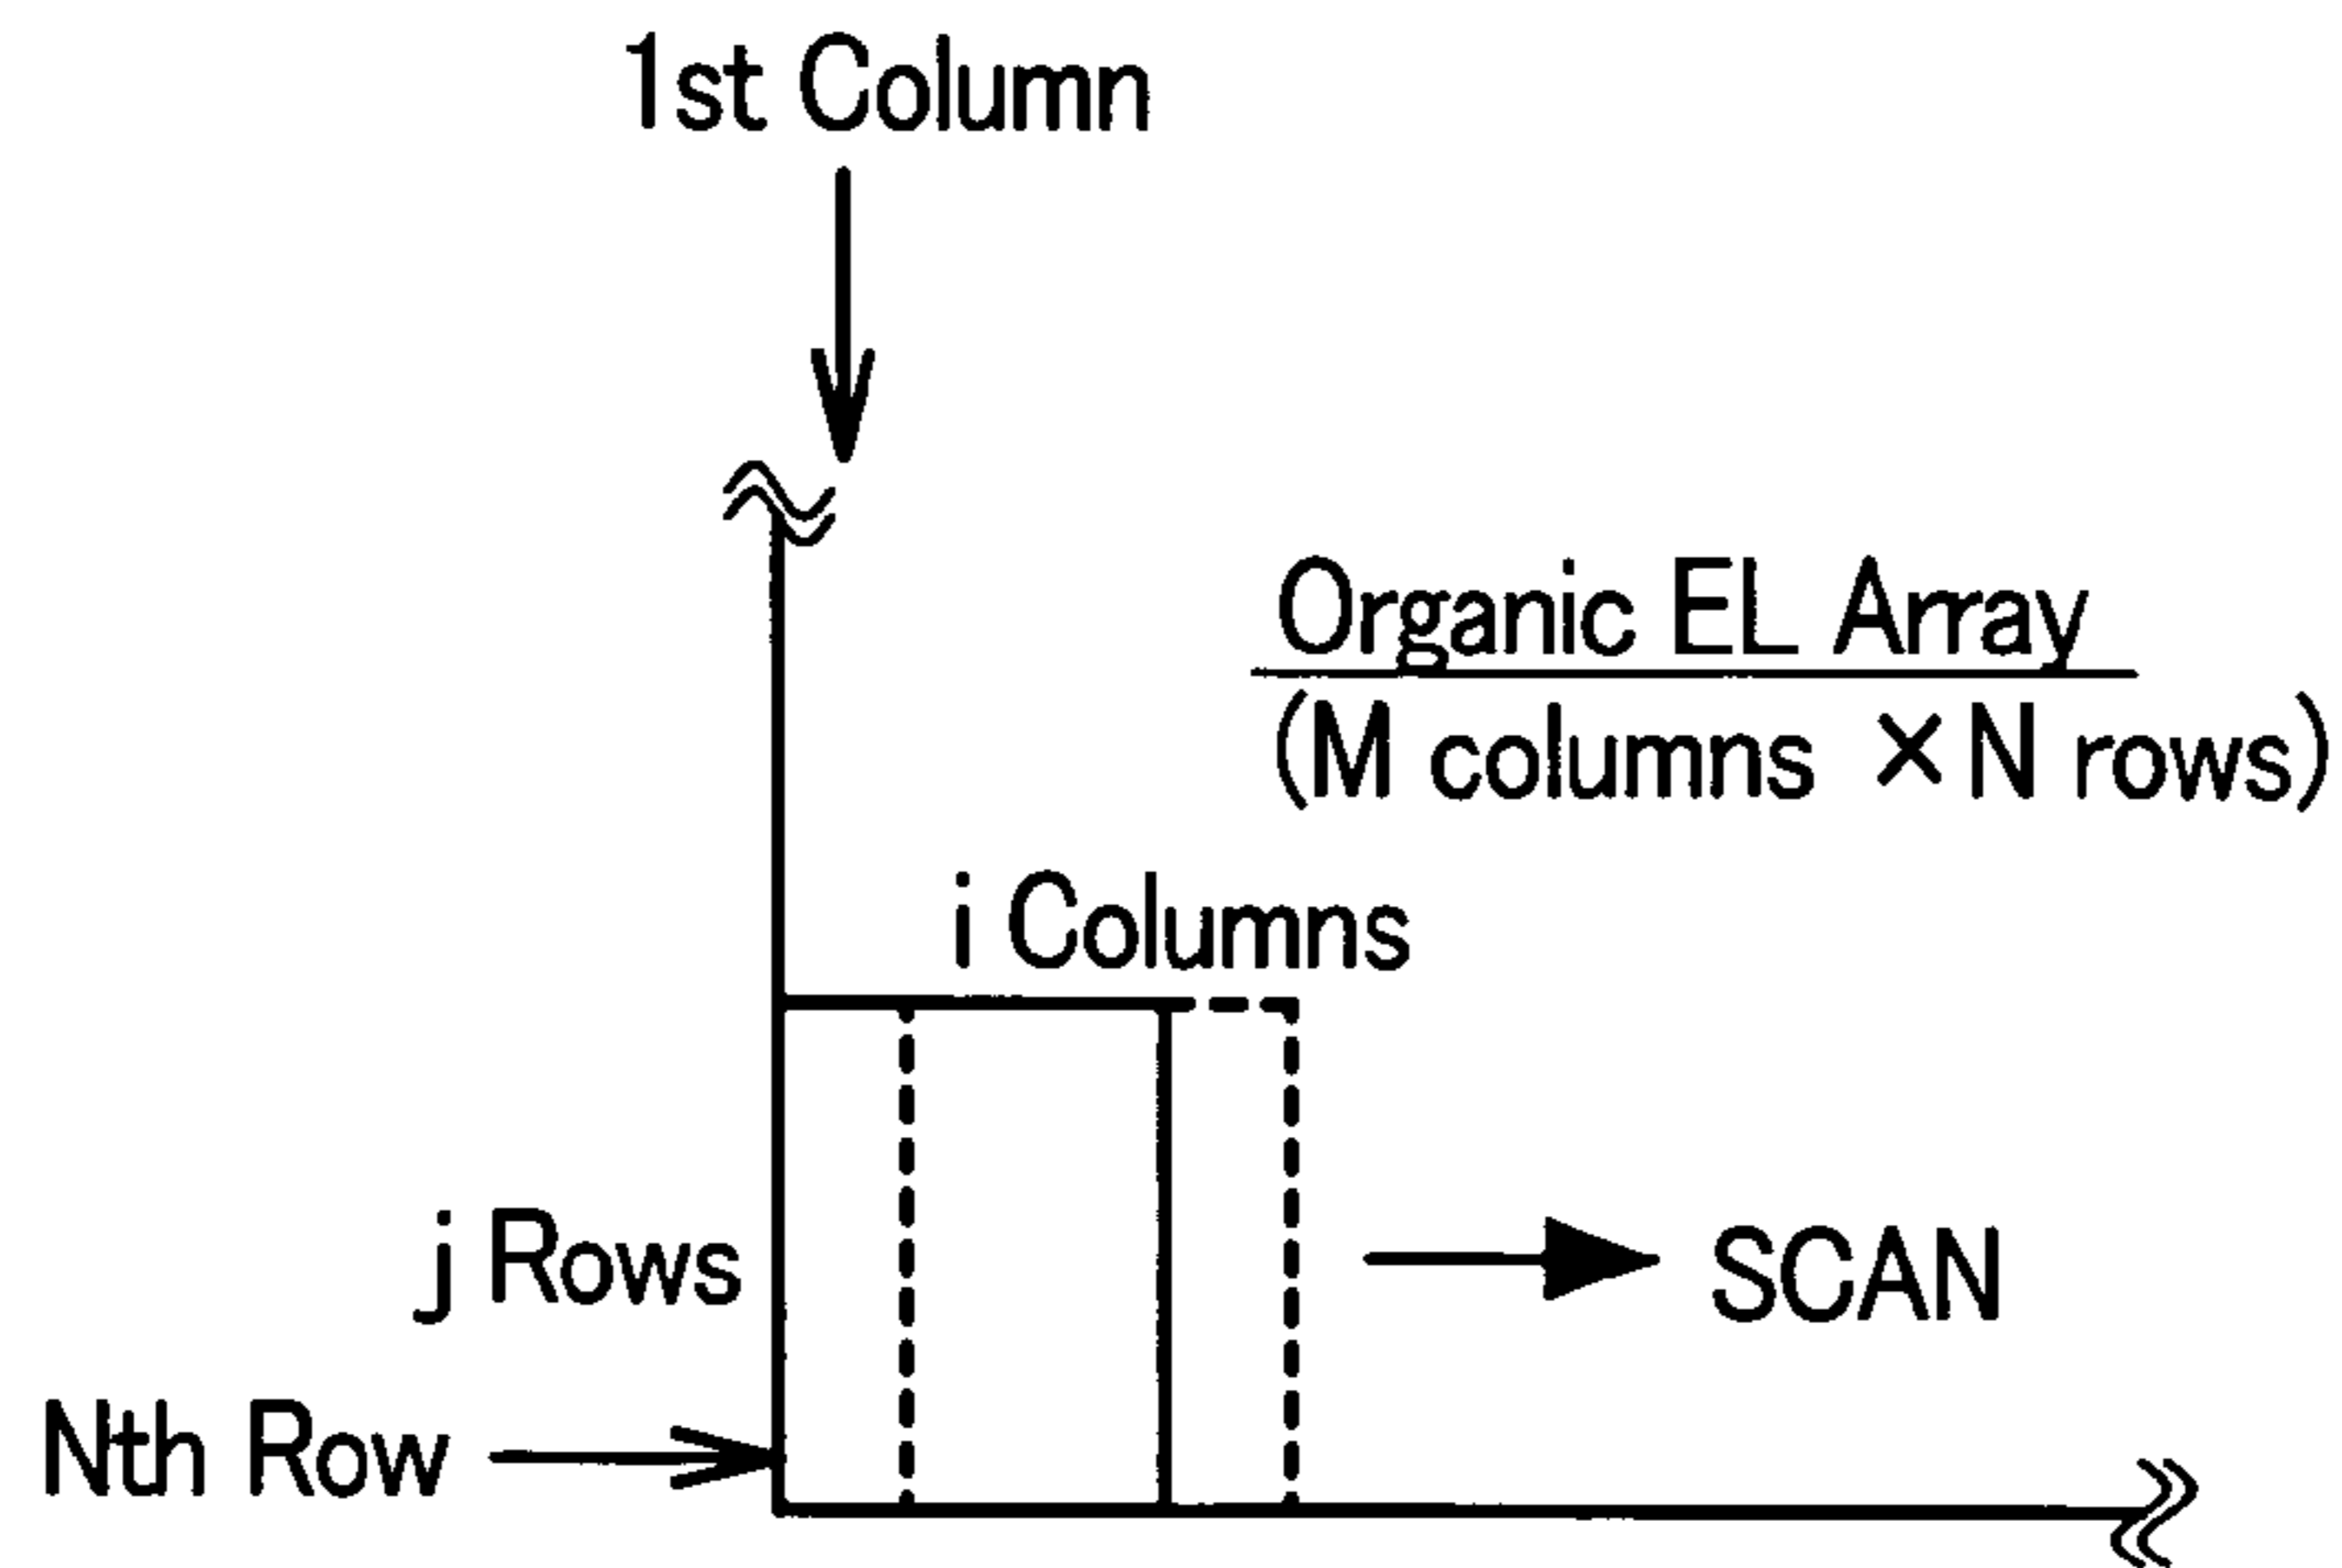 1st Column
Organic EL Array
(M columns ×N rows)
i Columns
j Rows
SCAN
Nth Row